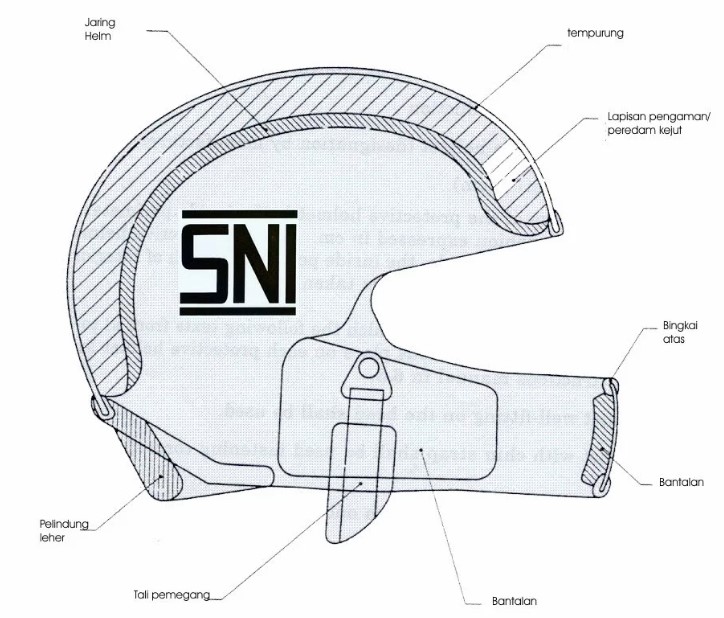 Jaring
Helm
tempurung
Lapisan pengaman/
peredam kejut
SNI
Bingkai
atas
Bantalan
Pelindung
leher
Tali pemegang
Bantalan